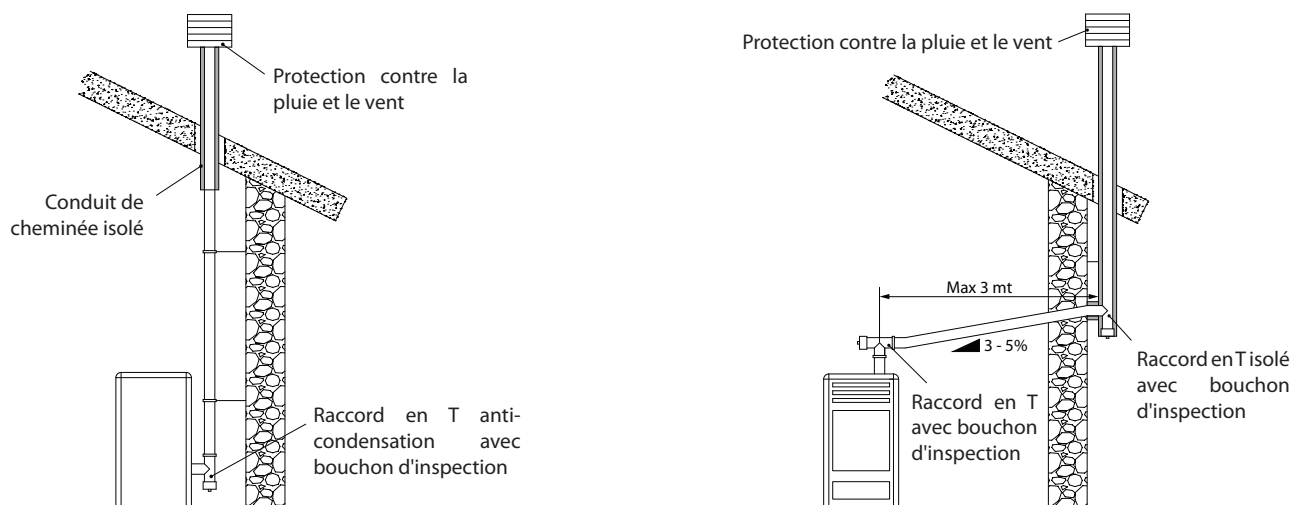 Protection contre la
pluie et le vent
Conduit de
cheminée isolé
Raccord en T anti-
condensation avec
bouchon d'inspection
Protection contre la pluie et le vent
Max 3 mt
3 - 5%
Raccord en T
avec bouchon
d'inspection
Raccord en T isolé
avec bouchon
d'inspection